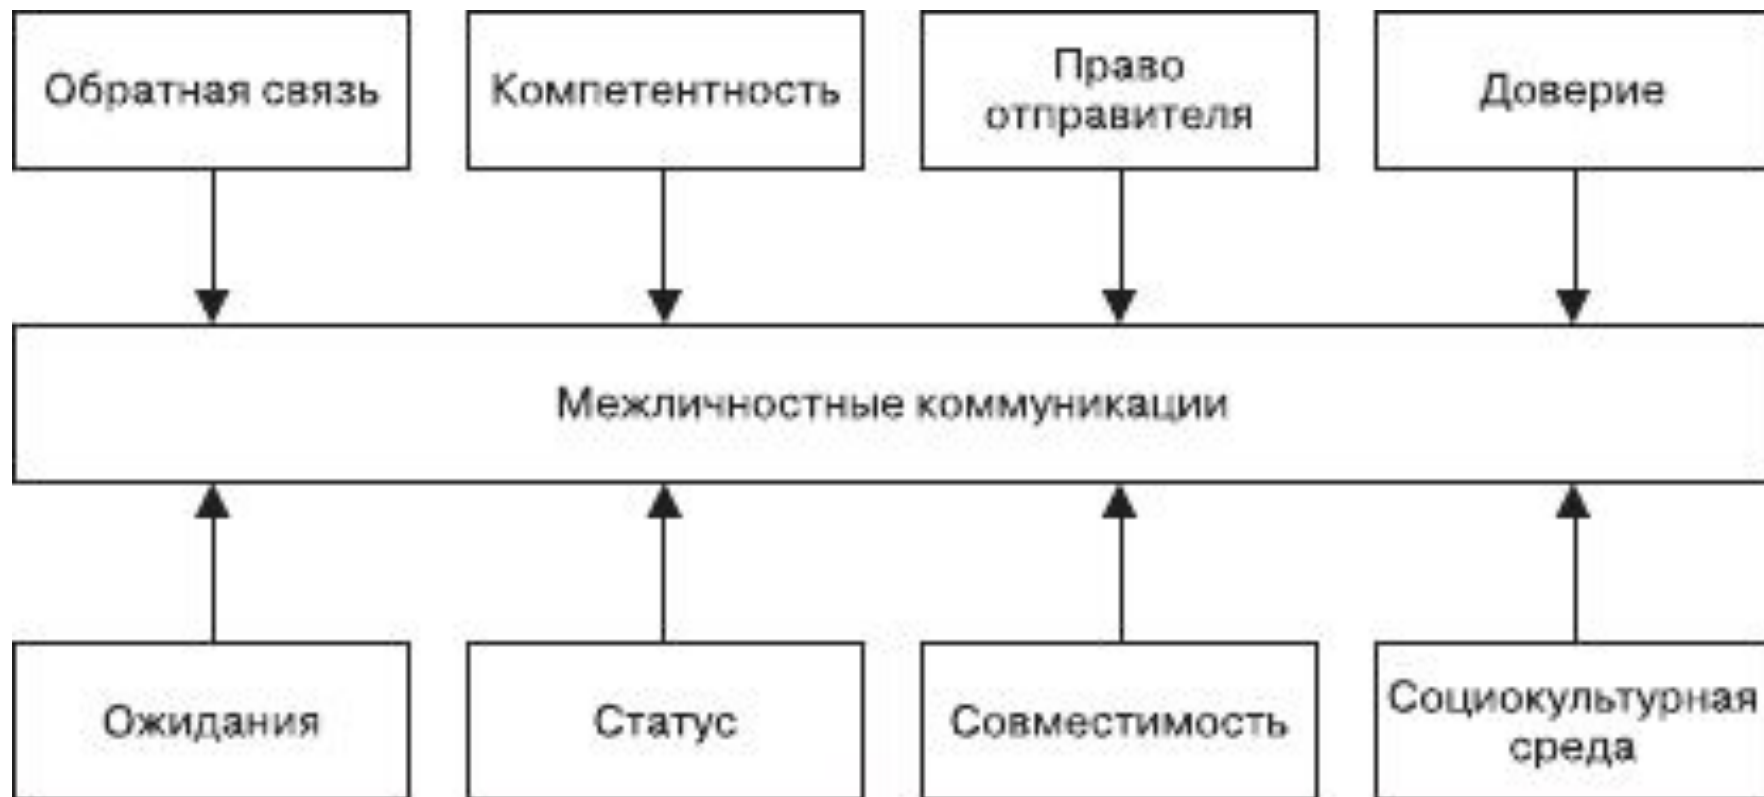 Обратная связь
Компетентность
Право
отправителя
Доверие
Межличностные коммуникации
Ожидания
Статус
Совместимость
Социокультурная
среда